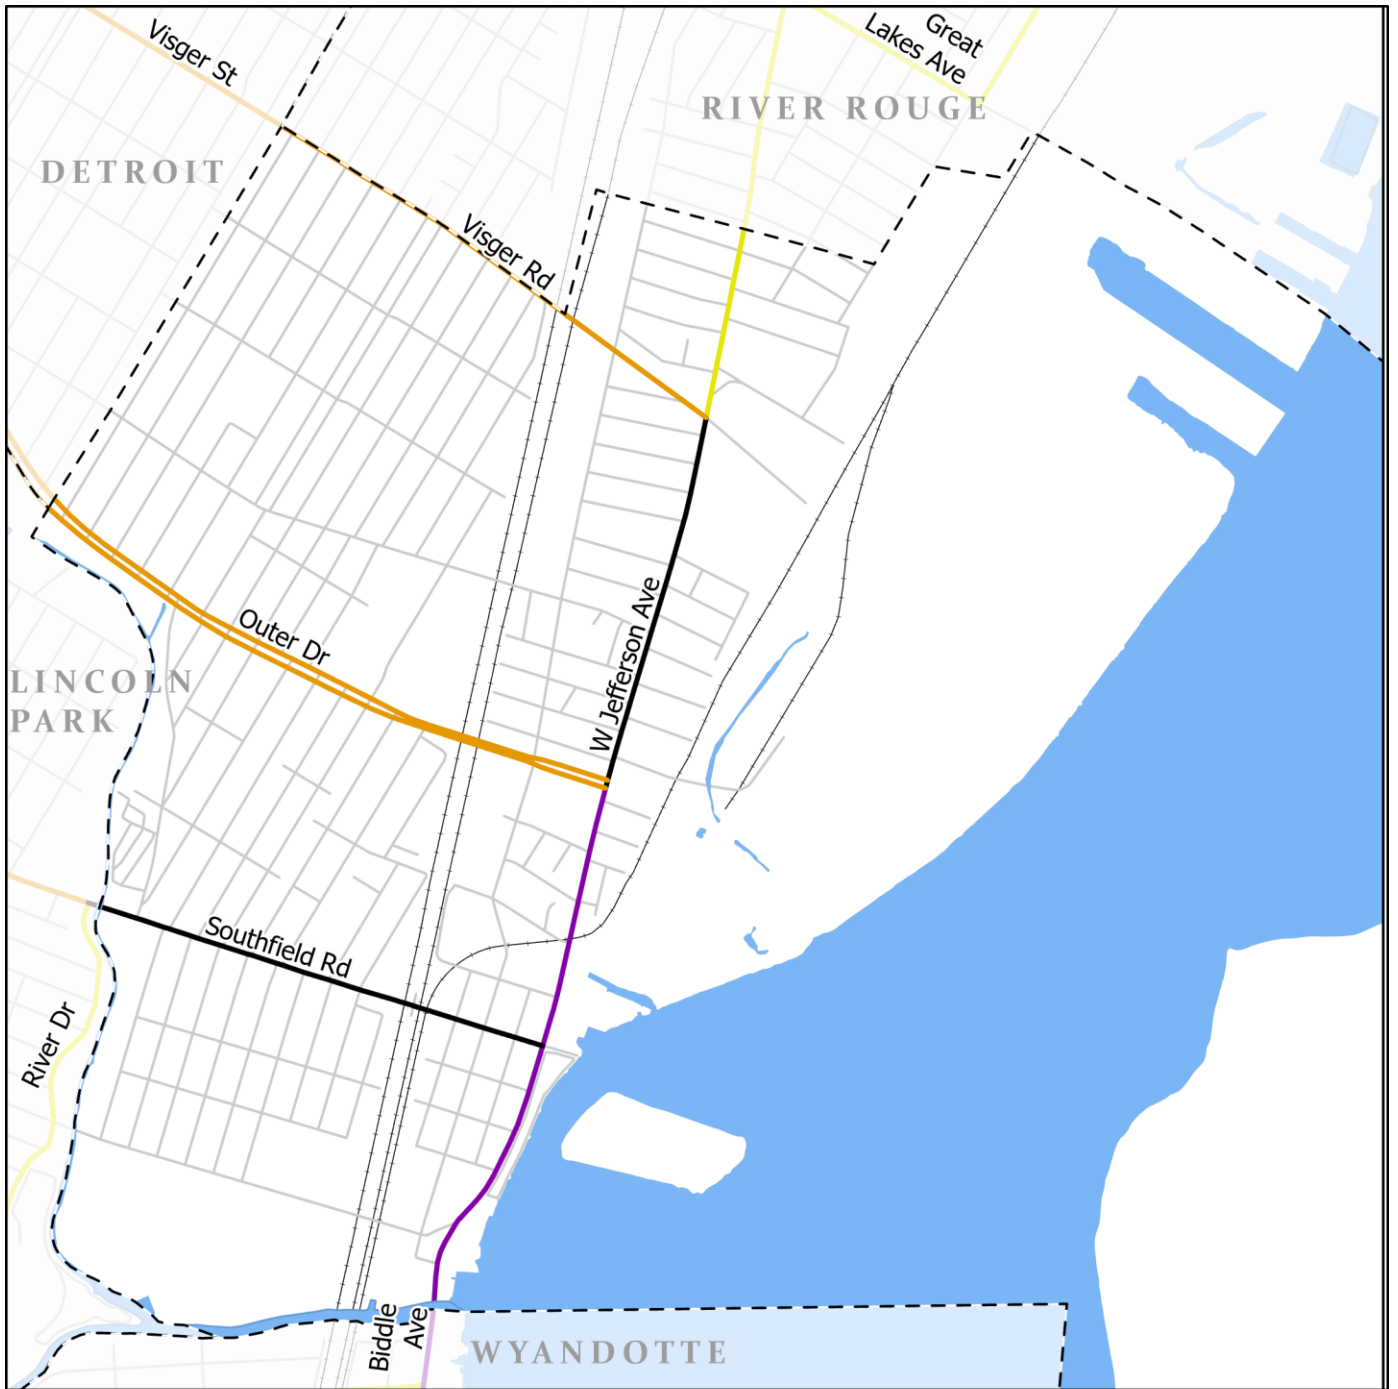 Visger St
Great
Lakes Ave
RIVER ROUGE
DETROIT
Visger Rd
W Jefferson Ave
Outer Dr
LINCOLN
PARK
Southfield Rd
River Dr
Biddle
Ave
WYANDOTTE